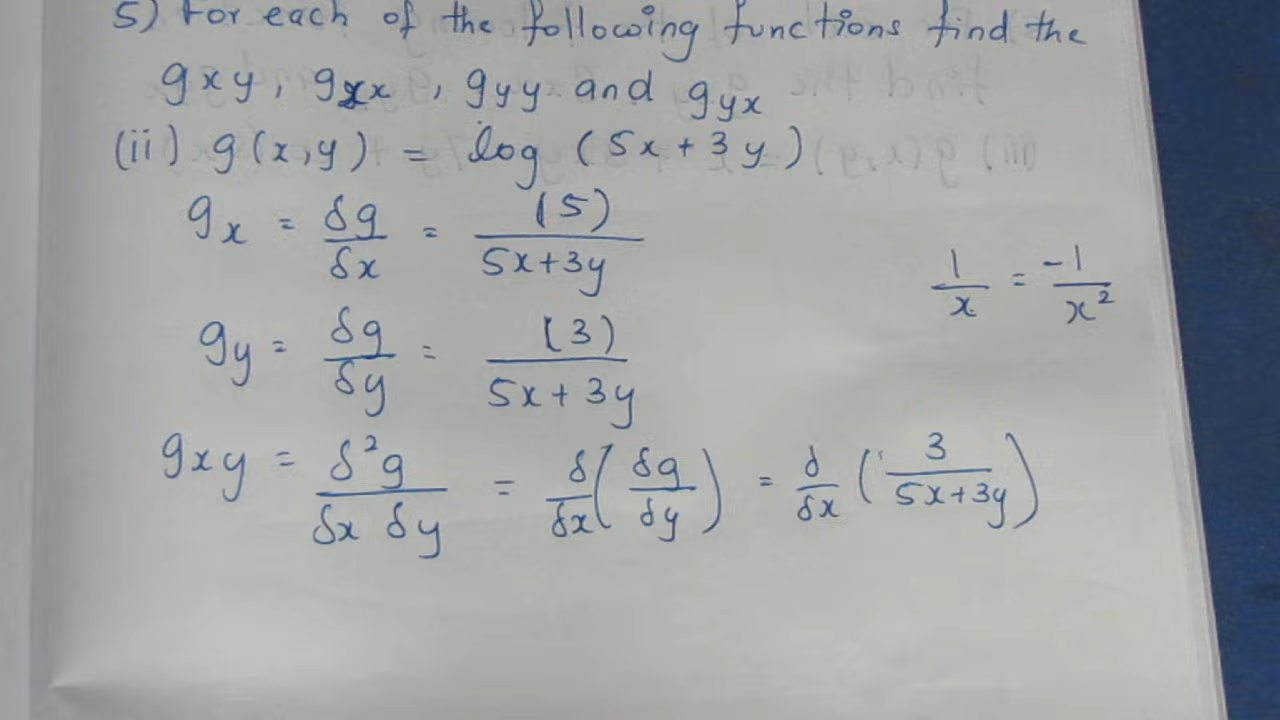 5) For each of the following functions find the
gxy, gxx, gyy and gyx
(ii) g(x,y) = log (5x+3y)
gx = δg/δx = (5)/5x+3y
1/x = -1/x²
gy = δg/δy = (3)/5x+3y
gxy = δ²g/δx δy = δ/δx (δg/δy) = δ/δx (3/5x+3y)